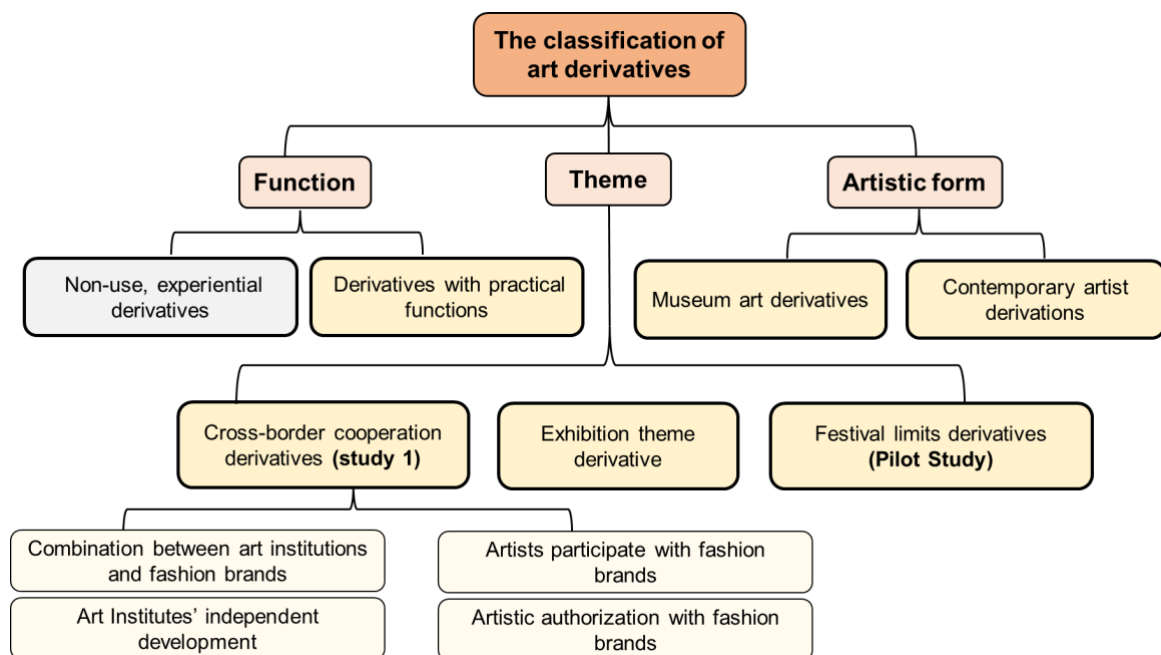 The classification of
art derivatives
Function
Theme
Artistic form
Non-use, experiential
derivatives
Derivatives with practical
functions
Museum art derivatives
Contemporary artist
derivations
Cross-border cooperation
derivatives (study 1)
Exhibition theme
derivative
Festival limits derivatives
(Pilot Study)
Combination between art institutions
and fashion brands
Artists participate with fashion
brands
Art Institutes’ independent
development
Artistic authorization with fashion
brands